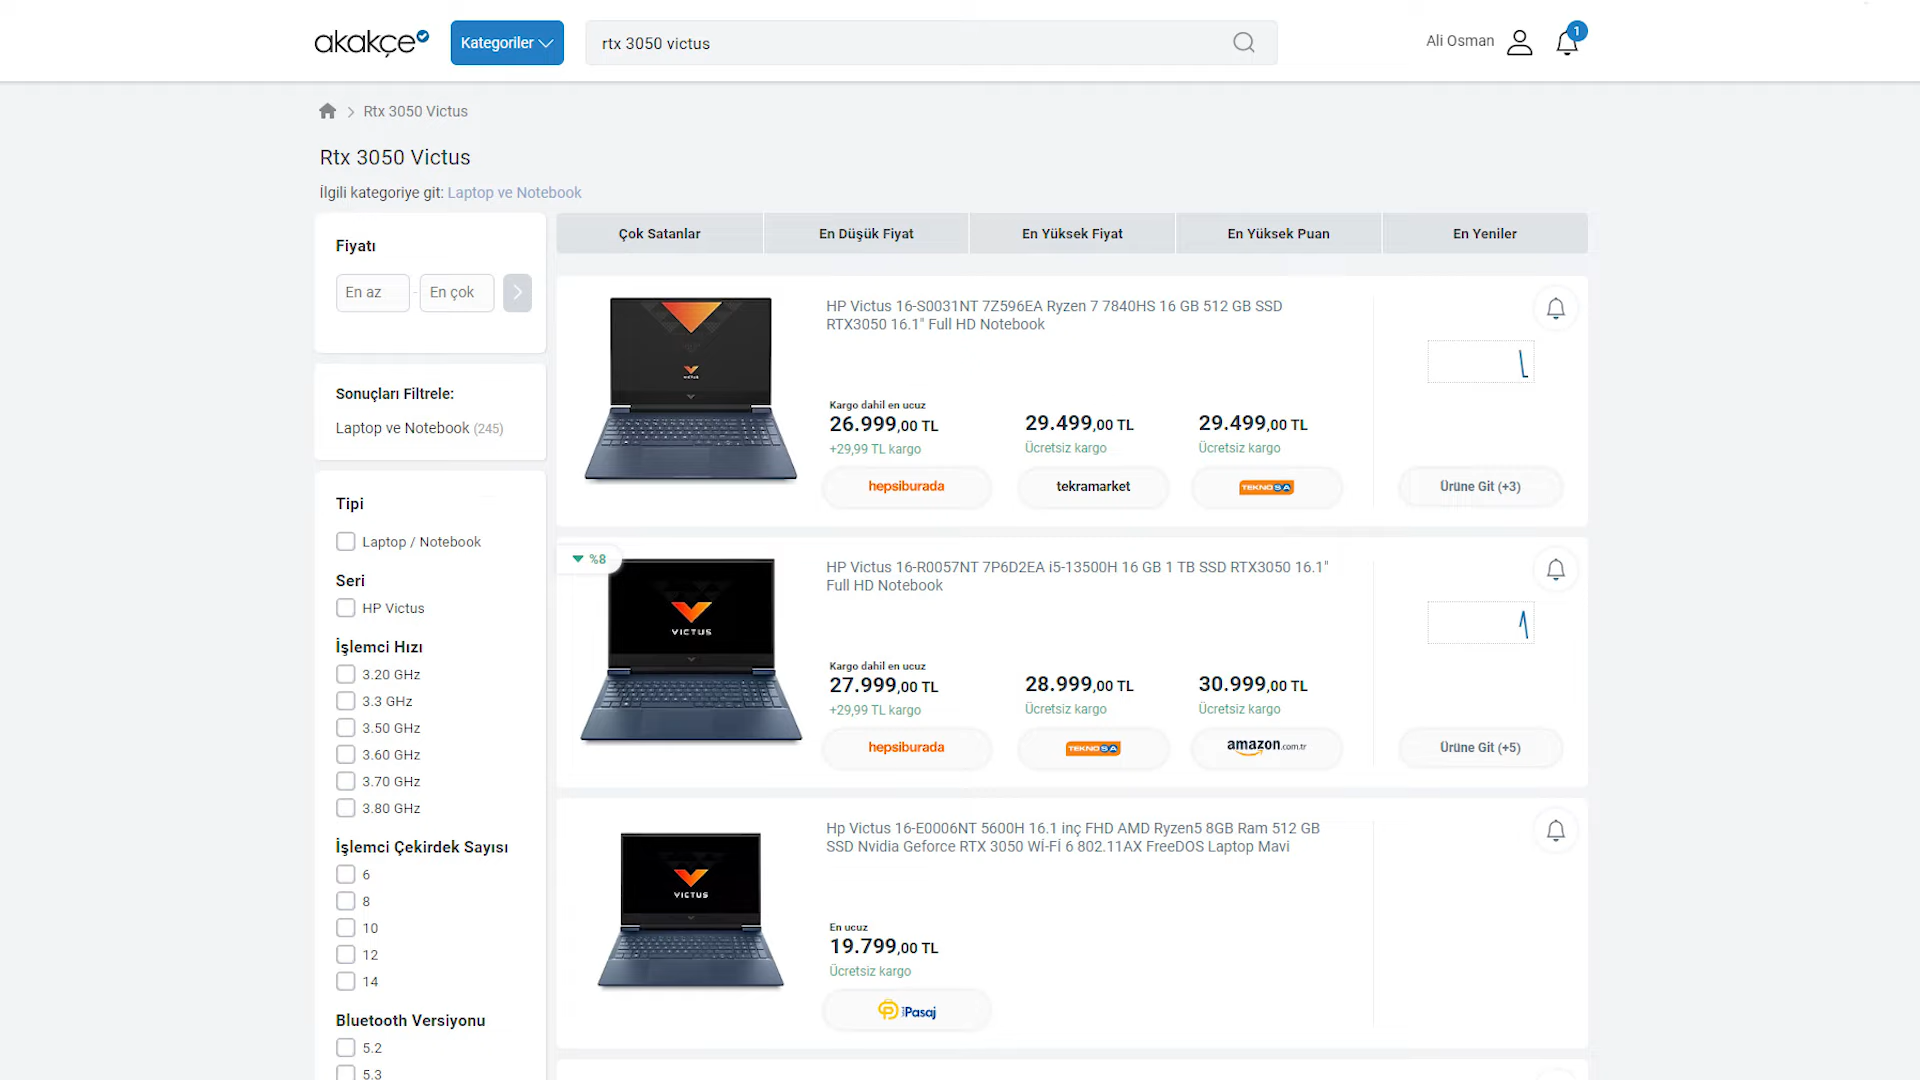 akakçe
Kategoriler
rtx 3050 victus
Ali Osman
1
Rtx 3050 Victus
Rtx 3050 Victus
İlgili kategoriye git: Laptop ve Notebook
Fiyatı
En az - En çok
Sonuçları Filtrele:
Laptop ve Notebook (245)
Tipi
Laptop / Notebook
Seri
HP Victus
İşlemci Hızı
3.20 GHz
3.3 GHz
3.50 GHz
3.60 GHz
3.70 GHz
3.80 GHz
İşlemci Çekirdek Sayısı
6
8
10
12
14
Bluetooth Versiyonu
5.2
5.3
Çok Satanlar
En Düşük Fiyat
En Yüksek Fiyat
En Yüksek Puan
En Yeniler
VICTUS
HP Victus 16-S0031NT 7Z596EA Ryzen 7 7840HS 16 GB 512 GB SSD
RTX3050 16.1" Full HD Notebook
Kargo dahil en ucuz
26.999,00 TL
+29,99 TL kargo
hepsiburada
29.499,00 TL
Ücretsiz kargo
tekramarket
29.499,00 TL
Ücretsiz kargo
TEKNOSA
Ürüne Git (+3)
%8
VICTUS
HP Victus 16-R0057NT 7P6D2EA i5-13500H 16 GB 1 TB SSD RTX3050 16.1"
Full HD Notebook
Kargo dahil en ucuz
27.999,00 TL
+29,99 TL kargo
hepsiburada
28.999,00 TL
Ücretsiz kargo
TEKNOSA
30.999,00 TL
Ücretsiz kargo
amazon.com.tr
Ürüne Git (+5)
VICTUS
Hp Victus 16-E0006NT 5600H 16.1 inç FHD AMD Ryzen5 8GB Ram 512 GB
SSD Nvidia Geforce RTX 3050 Wİ-Fİ 6 802.11AX FreeDOS Laptop Mavi
En ucuz
19.799,00 TL
Ücretsiz kargo
Pasaj